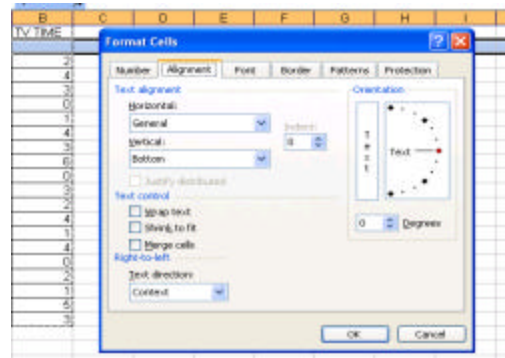 B C D E F G H I
TV TIME
Format Cells
Number Alignment Font Border Patterns Protection
Text alignment
Orientation
Horizontal:
General
Indent:
Vertical:
0
Bottom
Text
Text
Justify distributed
Text control
Wrap text
Shrink to fit
Merge cells
0 Degrees
Right-to-left
Text direction:
Context
OK Cancel
2
4
3
0
1
4
3
6
0
3
2
4
1
4
0
2
1
5
3